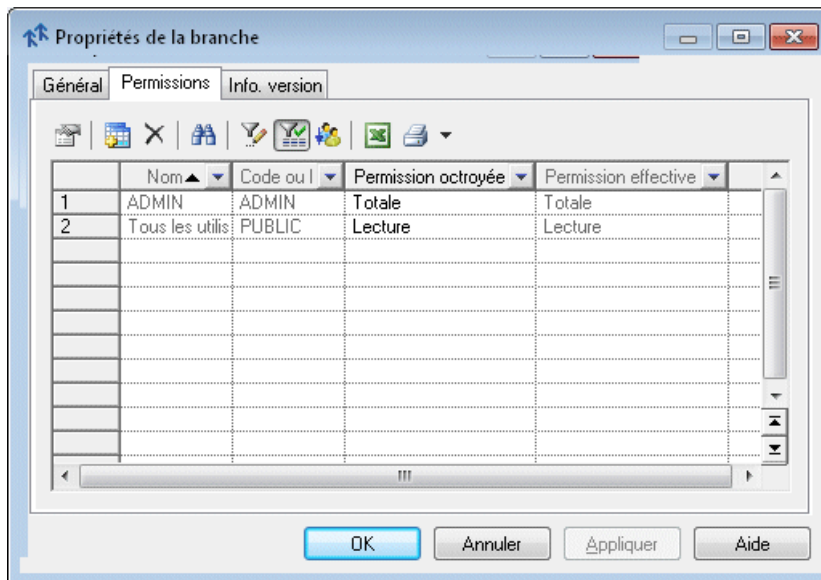 Propriétés de la branche
Général Permissions Info. version
Nom Code ou I Permission octroyée Permission effective
1 ADMIN ADMIN Totale Totale
2 Tous les utilis PUBLIC Lecture Lecture
OK Annuler Appliquer Aide